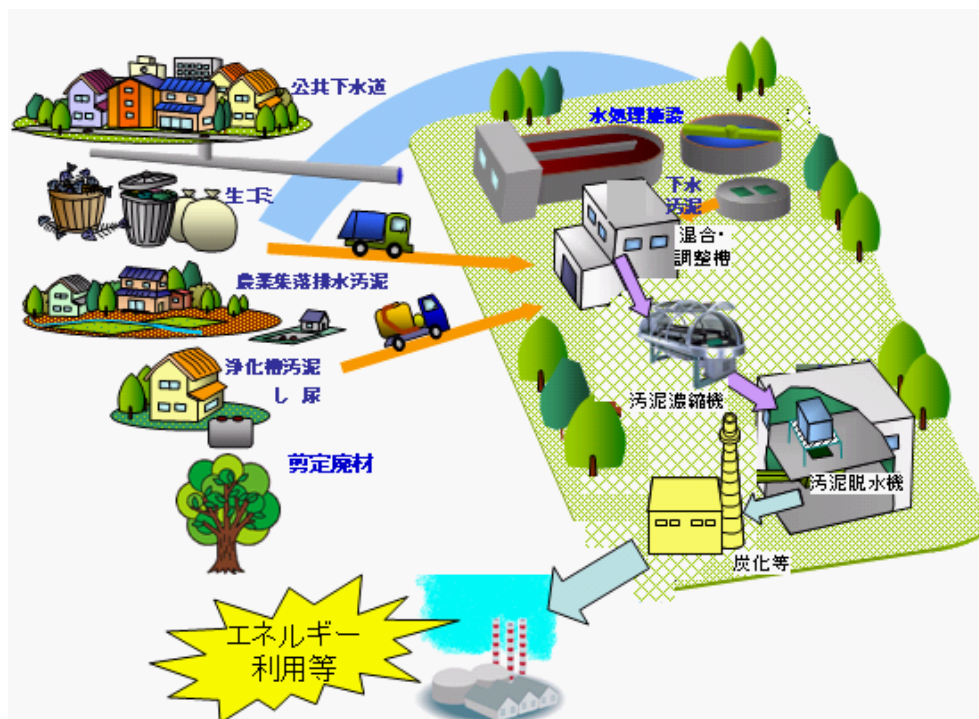 公共下水道
生ゴミ
農業集落排水汚泥
浄化槽汚泥
し 尿
剪定廃材
水処理施設
下水
汚泥
混合・
調整槽
汚泥濃縮機
汚泥脱水機
炭化等
エネルギー
利用等